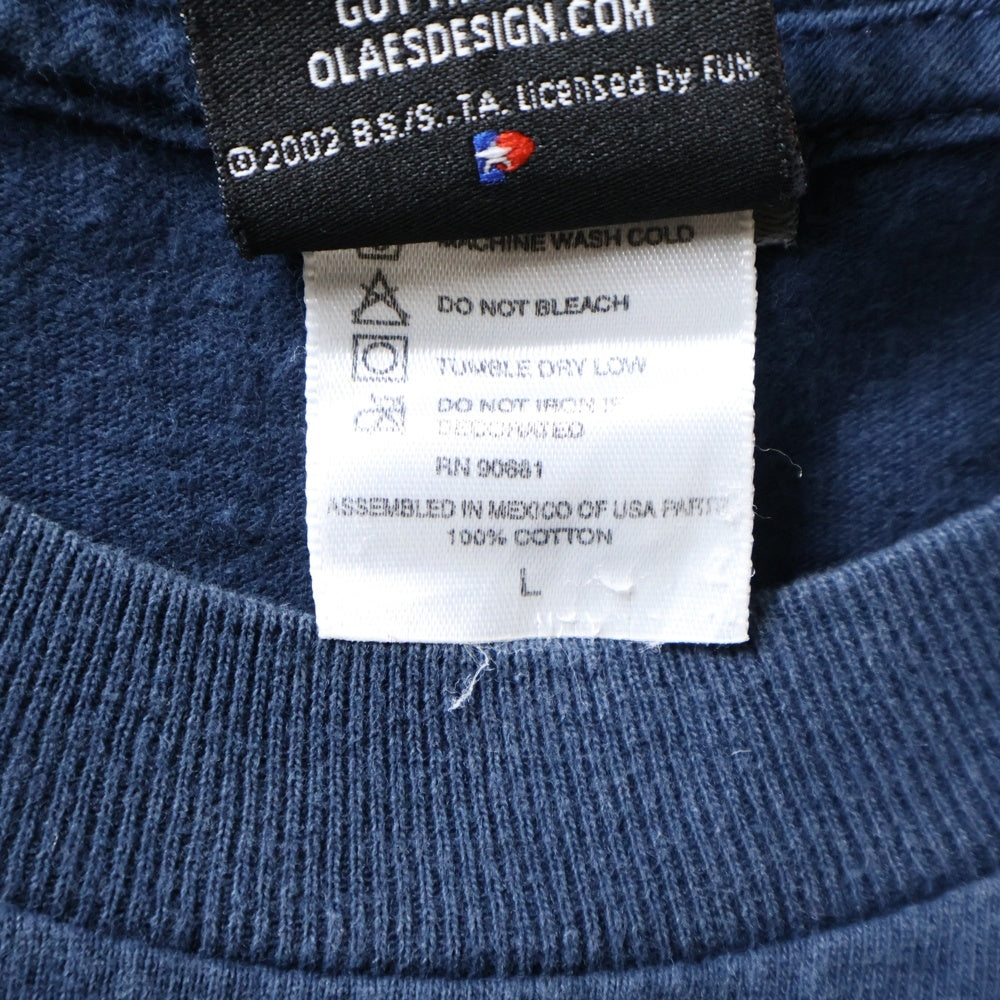 OLAESDESIGN.COM
©2002 B.S./S..T.A. Licensed by FUN.
MACHINE WASH COLD
DO NOT BLEACH
TUMBLE DRY LOW
DO NOT IRON IF
DECORATED
RN 90681
ASSEMBLED IN MEXICO OF USA PARTS
100% COTTON
L